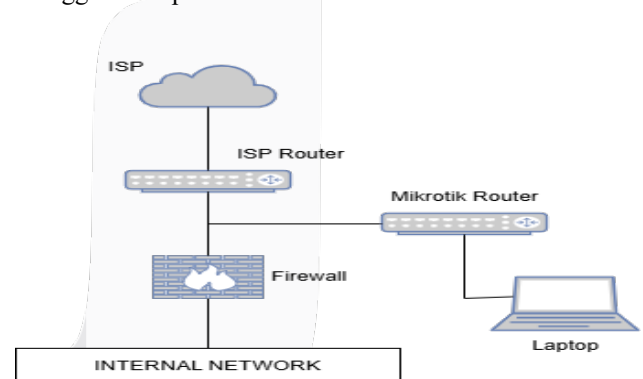 ISP
ISP Router
Mikrotik Router
Firewall
Laptop
INTERNAL NETWORK